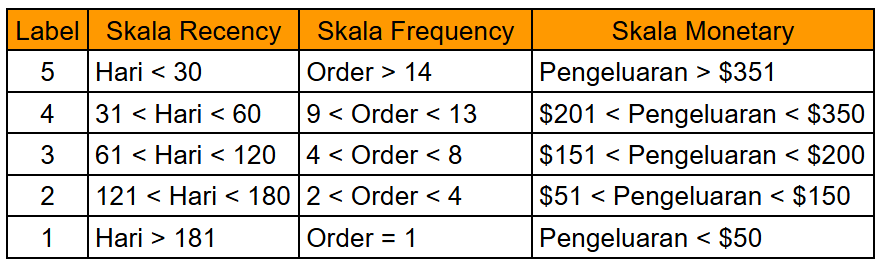 Label Skala Recency Skala Frequency Skala Monetary
5 Hari < 30 Order > 14 Pengeluaran > $351
4 31 < Hari < 60 9 < Order < 13 $201 < Pengeluaran < $350
3 61 < Hari < 120 4 < Order < 8 $151 < Pengeluaran < $200
2 121 < Hari < 180 2 < Order < 4 $51 < Pengeluaran < $150
1 Hari > 181 Order = 1 Pengeluaran < $50